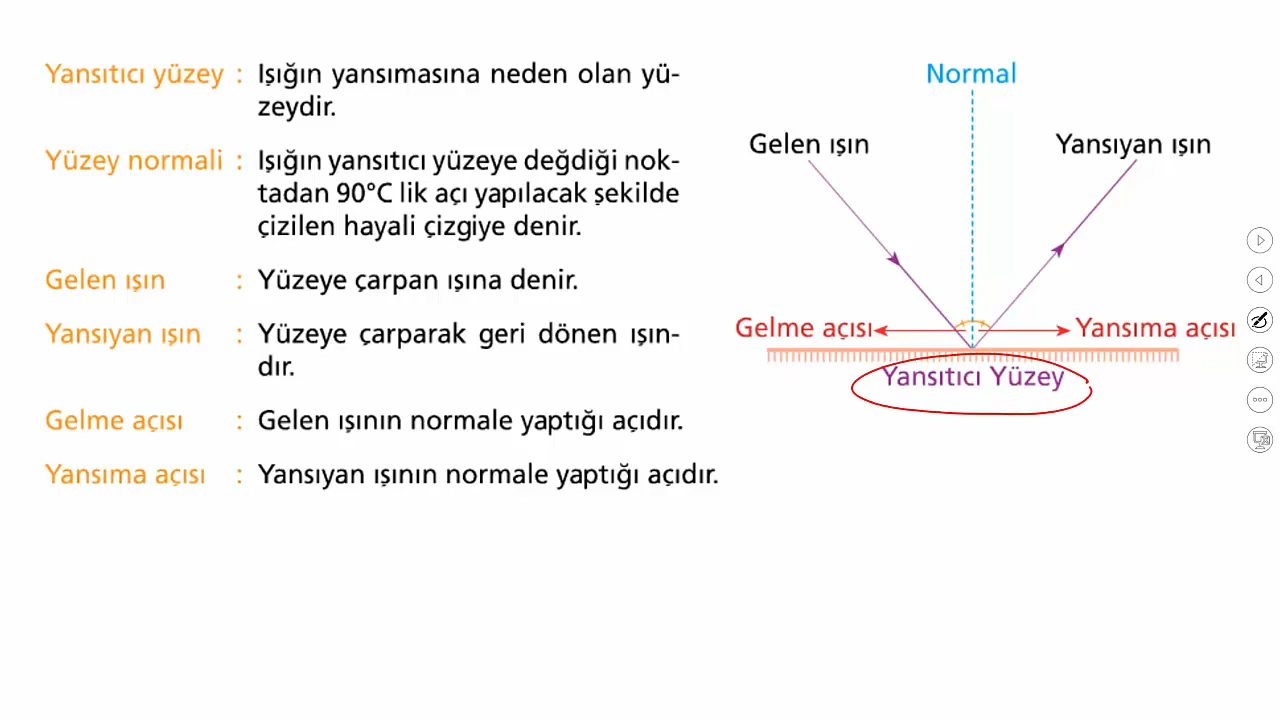 Yansıtıcı yüzey : Işığın yansımasına neden olan yü-
zeydir.
Yüzey normali : Işığın yansıtıcı yüzeye değdiği nok-
tadan 90°C lik açı yapılacak şekilde
çizilen hayali çizgiye denir.
Gelen ışın : Yüzeye çarpan ışına denir.
Yansıyan ışın : Yüzeye çarparak geri dönen ışın-
dır.
Gelme açısı : Gelen ışının normale yaptığı açıdır.
Yansıma açısı : Yansıyan ışının normale yaptığı açıdır.
Normal
Gelen ışın
Yansıyan ışın
Gelme açısı
Yansıma açısı
Yansıtıcı Yüzey